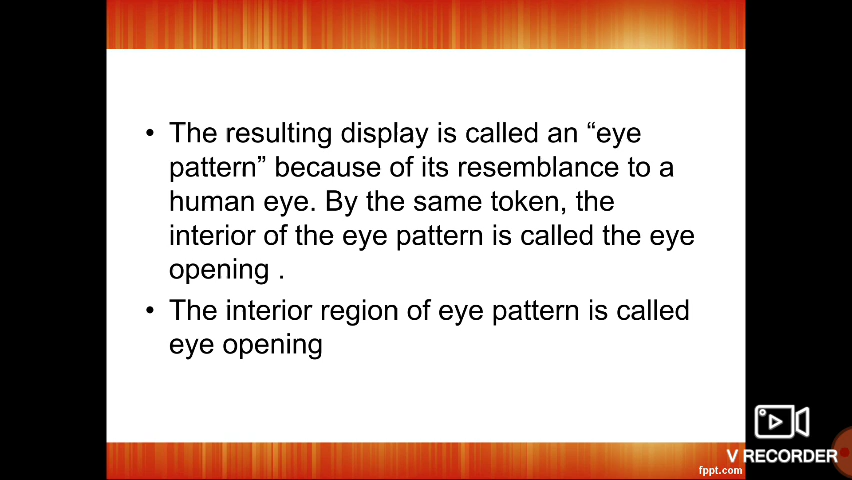 • The resulting display is called an “eye
pattern” because of its resemblance to a
human eye. By the same token, the
interior of the eye pattern is called the eye
opening .
• The interior region of eye pattern is called
eye opening
V RECORDER
fppt.com